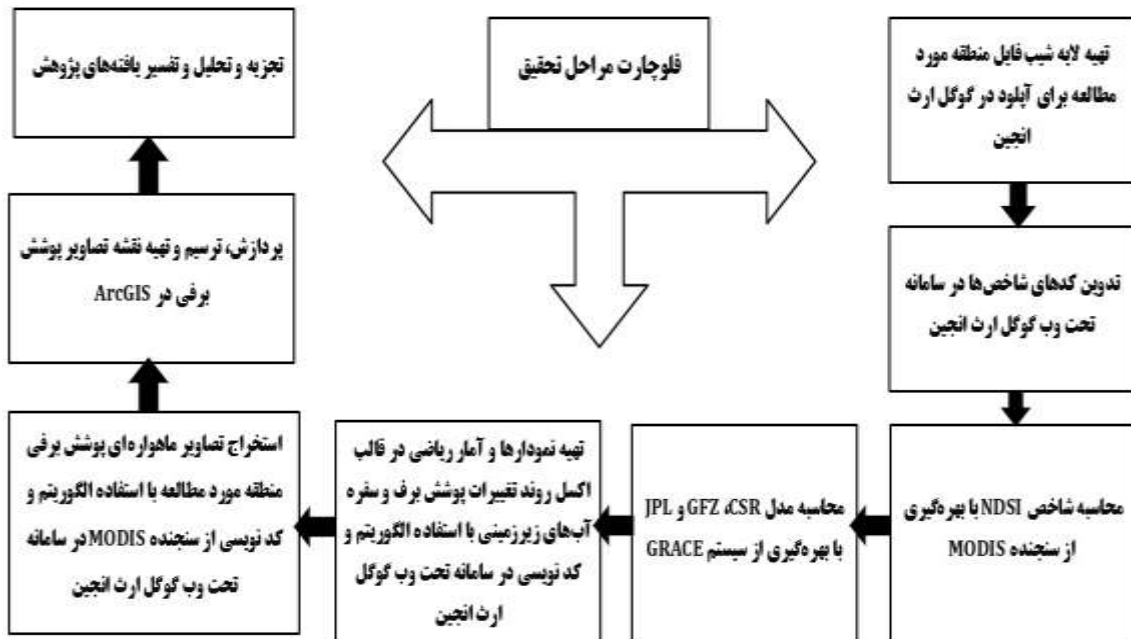 فلوچارت مراحل تحقیق
تهیه لایه شیپ‌فایل منطقه مورد
مطالعه برای آپلود در گوگل ارث
انجین
تدوین کدهای شاخص‌ها در سامانه
تحت وب گوگل ارث انجین
محاسبه شاخص NDSI با بهره‌گیری
از سنجنده MODIS
محاسبه مدل CSR، GFZ و JPL
با بهره‌گیری از سیستم GRACE
تهیه نمودارها و آمار ریاضی در قالب
اکسل روند تغییرات پوشش برف و سفره
آب‌های زیرزمینی با استفاده الگوریتم و
کد نویسی در سامانه تحت وب گوگل
ارث انجین
استخراج تصاویر ماهواره‌ای پوشش برفی
منطقه مورد مطالعه با استفاده الگوریتم و
کد نویسی از سنجنده MODIS در سامانه
تحت وب گوگل ارث انجین
پردازش، ترسیم و تهیه نقشه تصاویر پوشش
برفی در ArcGIS
تجزیه و تحلیل و تفسیر یافته‌های پژوهش